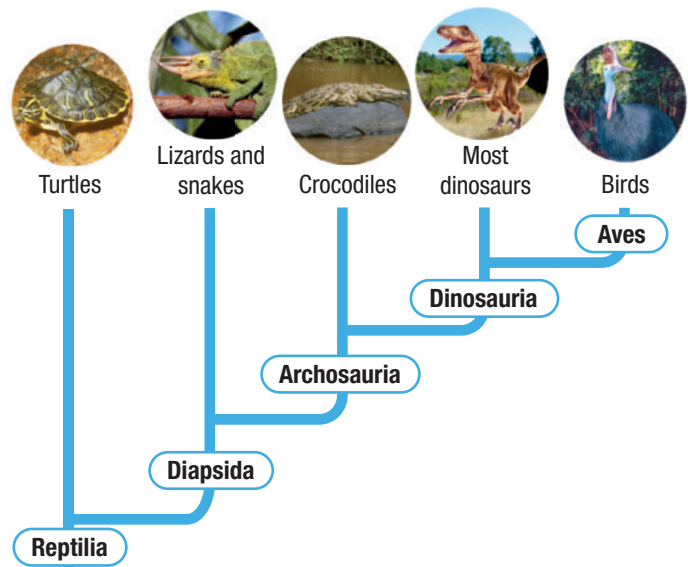 Turtles
Lizards and
snakes
Crocodiles
Most
dinosaurs
Birds
Aves
Dinosauria
Archosauria
Diapsida
Reptilia